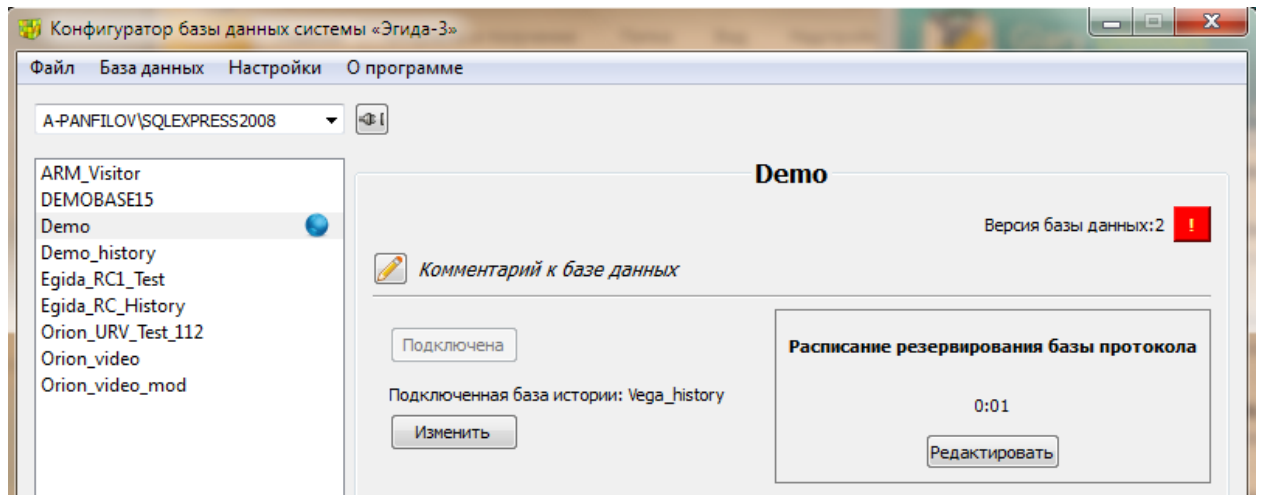 Конфигуратор базы данных системы «Эгида-3»
Файл База данных Настройки О программе
A-PANFILOV\SQLEXPRESS2008
ARM_Visitor
DEMOBASE15
Demo
Demo_history
Egida_RC1_Test
Egida_RC_History
Orion_URV_Test_112
Orion_video
Orion_video_mod
Demo
Версия базы данных:2 !
Комментарий к базе данных
Подключена
Подключенная база истории: Vega_history
Изменить
Расписание резервирования базы протокола
0:01
Редактировать